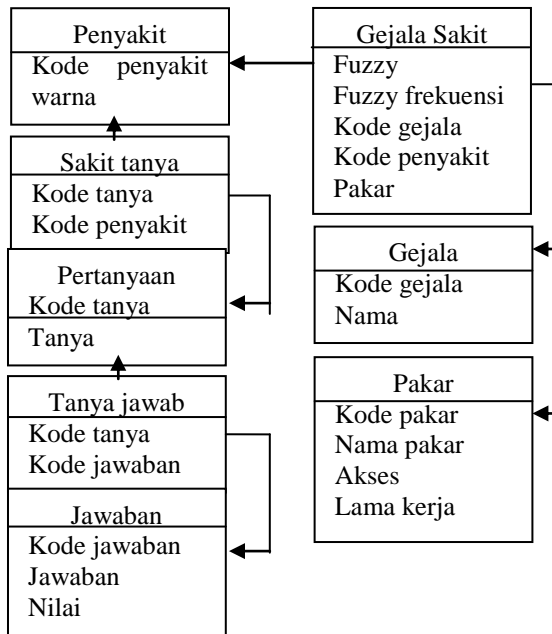 Penyakit
Kode penyakit
warna
Sakit tanya
Kode tanya
Kode penyakit
Pertanyaan
Kode tanya
Tanya
Tanya jawab
Kode tanya
Kode jawaban
Jawaban
Kode jawaban
Jawaban
Nilai
Gejala Sakit
Fuzzy
Fuzzy frekuensi
Kode gejala
Kode penyakit
Pakar
Gejala
Kode gejala
Nama
Pakar
Kode pakar
Nama pakar
Akses
Lama kerja